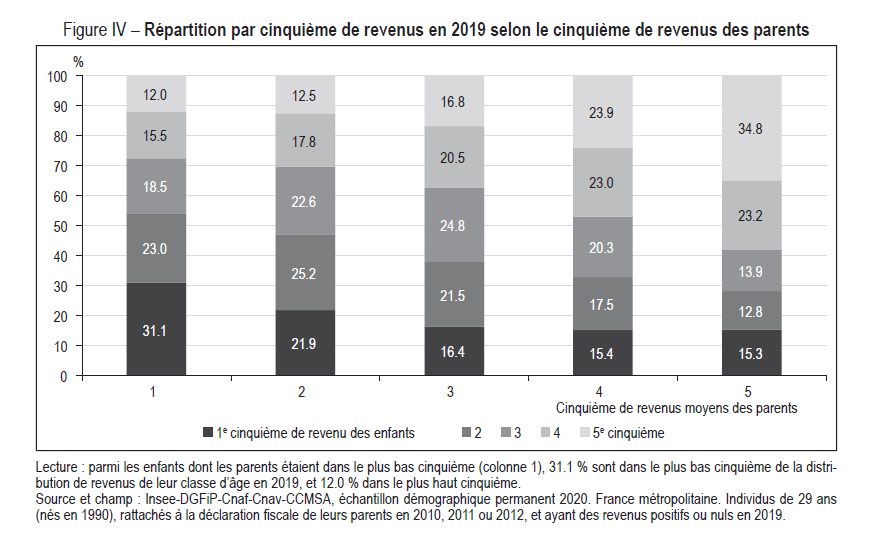 Figure IV – Répartition par cinquième de revenus en 2019 selon le cinquième de revenus des parents
%
100
90
80
70
60
50
40
30
20
10
0
12.0 12.5 16.8 23.9 34.8
15.5 17.8 20.5 23.0 23.2
18.5 22.6 24.8 20.3 13.9
23.0 25.2 21.5 17.5 12.8
31.1 21.9 16.4 15.4 15.3
1 2 3 4 5
Cinquième de revenus moyens des parents
1e cinquième de revenu des enfants 2 3 4 5e cinquième
Lecture : parmi les enfants dont les parents étaient dans le plus bas cinquième (colonne 1), 31.1 % sont dans le plus bas cinquième de la distri-
bution de revenus de leur classe d’âge en 2019, et 12.0 % dans le plus haut cinquième.
Source et champ : Insee-DGFiP-Cnaf-Cnav-CCMSA, échantillon démographique permanent 2020. France métropolitaine. Individus de 29 ans
(nés en 1990), rattachés à la déclaration fiscale de leurs parents en 2010, 2011 ou 2012, et ayant des revenus positifs ou nuls en 2019.